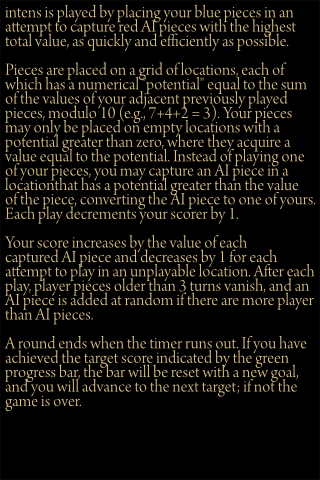 intens is played by placing your blue pieces in an
attempt to capture red AI pieces with the highest
total value, as quickly and efficiently as possible.
Pieces are placed on a grid of locations, each of
which has a numerical "potential" equal to the sum
of the values of your adjacent previously played
pieces, modulo 10 (e.g., 7+4+2 = 3). Your pieces
may only be placed on empty locations with a
potential greater than zero, where they acquire a
value equal to the potential. Instead of playing one
of your pieces, you may capture an AI piece in a
locationthat has a potential greater than the value
of the piece, converting the AI piece to one of yours.
Each play decrements your scorer by 1.
Your score increases by the value of each
captured AI piece and decreases by 1 for each
attempt to play in an unplayable location. After each
play, player pieces older than 3 turns vanish, and an
AI piece is added at random if there are more player
than AI pieces.
A round ends when the timer runs out. If you have
achieved the target score indicated by the green
progress bar, the bar will be reset with a new goal,
and you will advance to the next target; if not the
game is over.